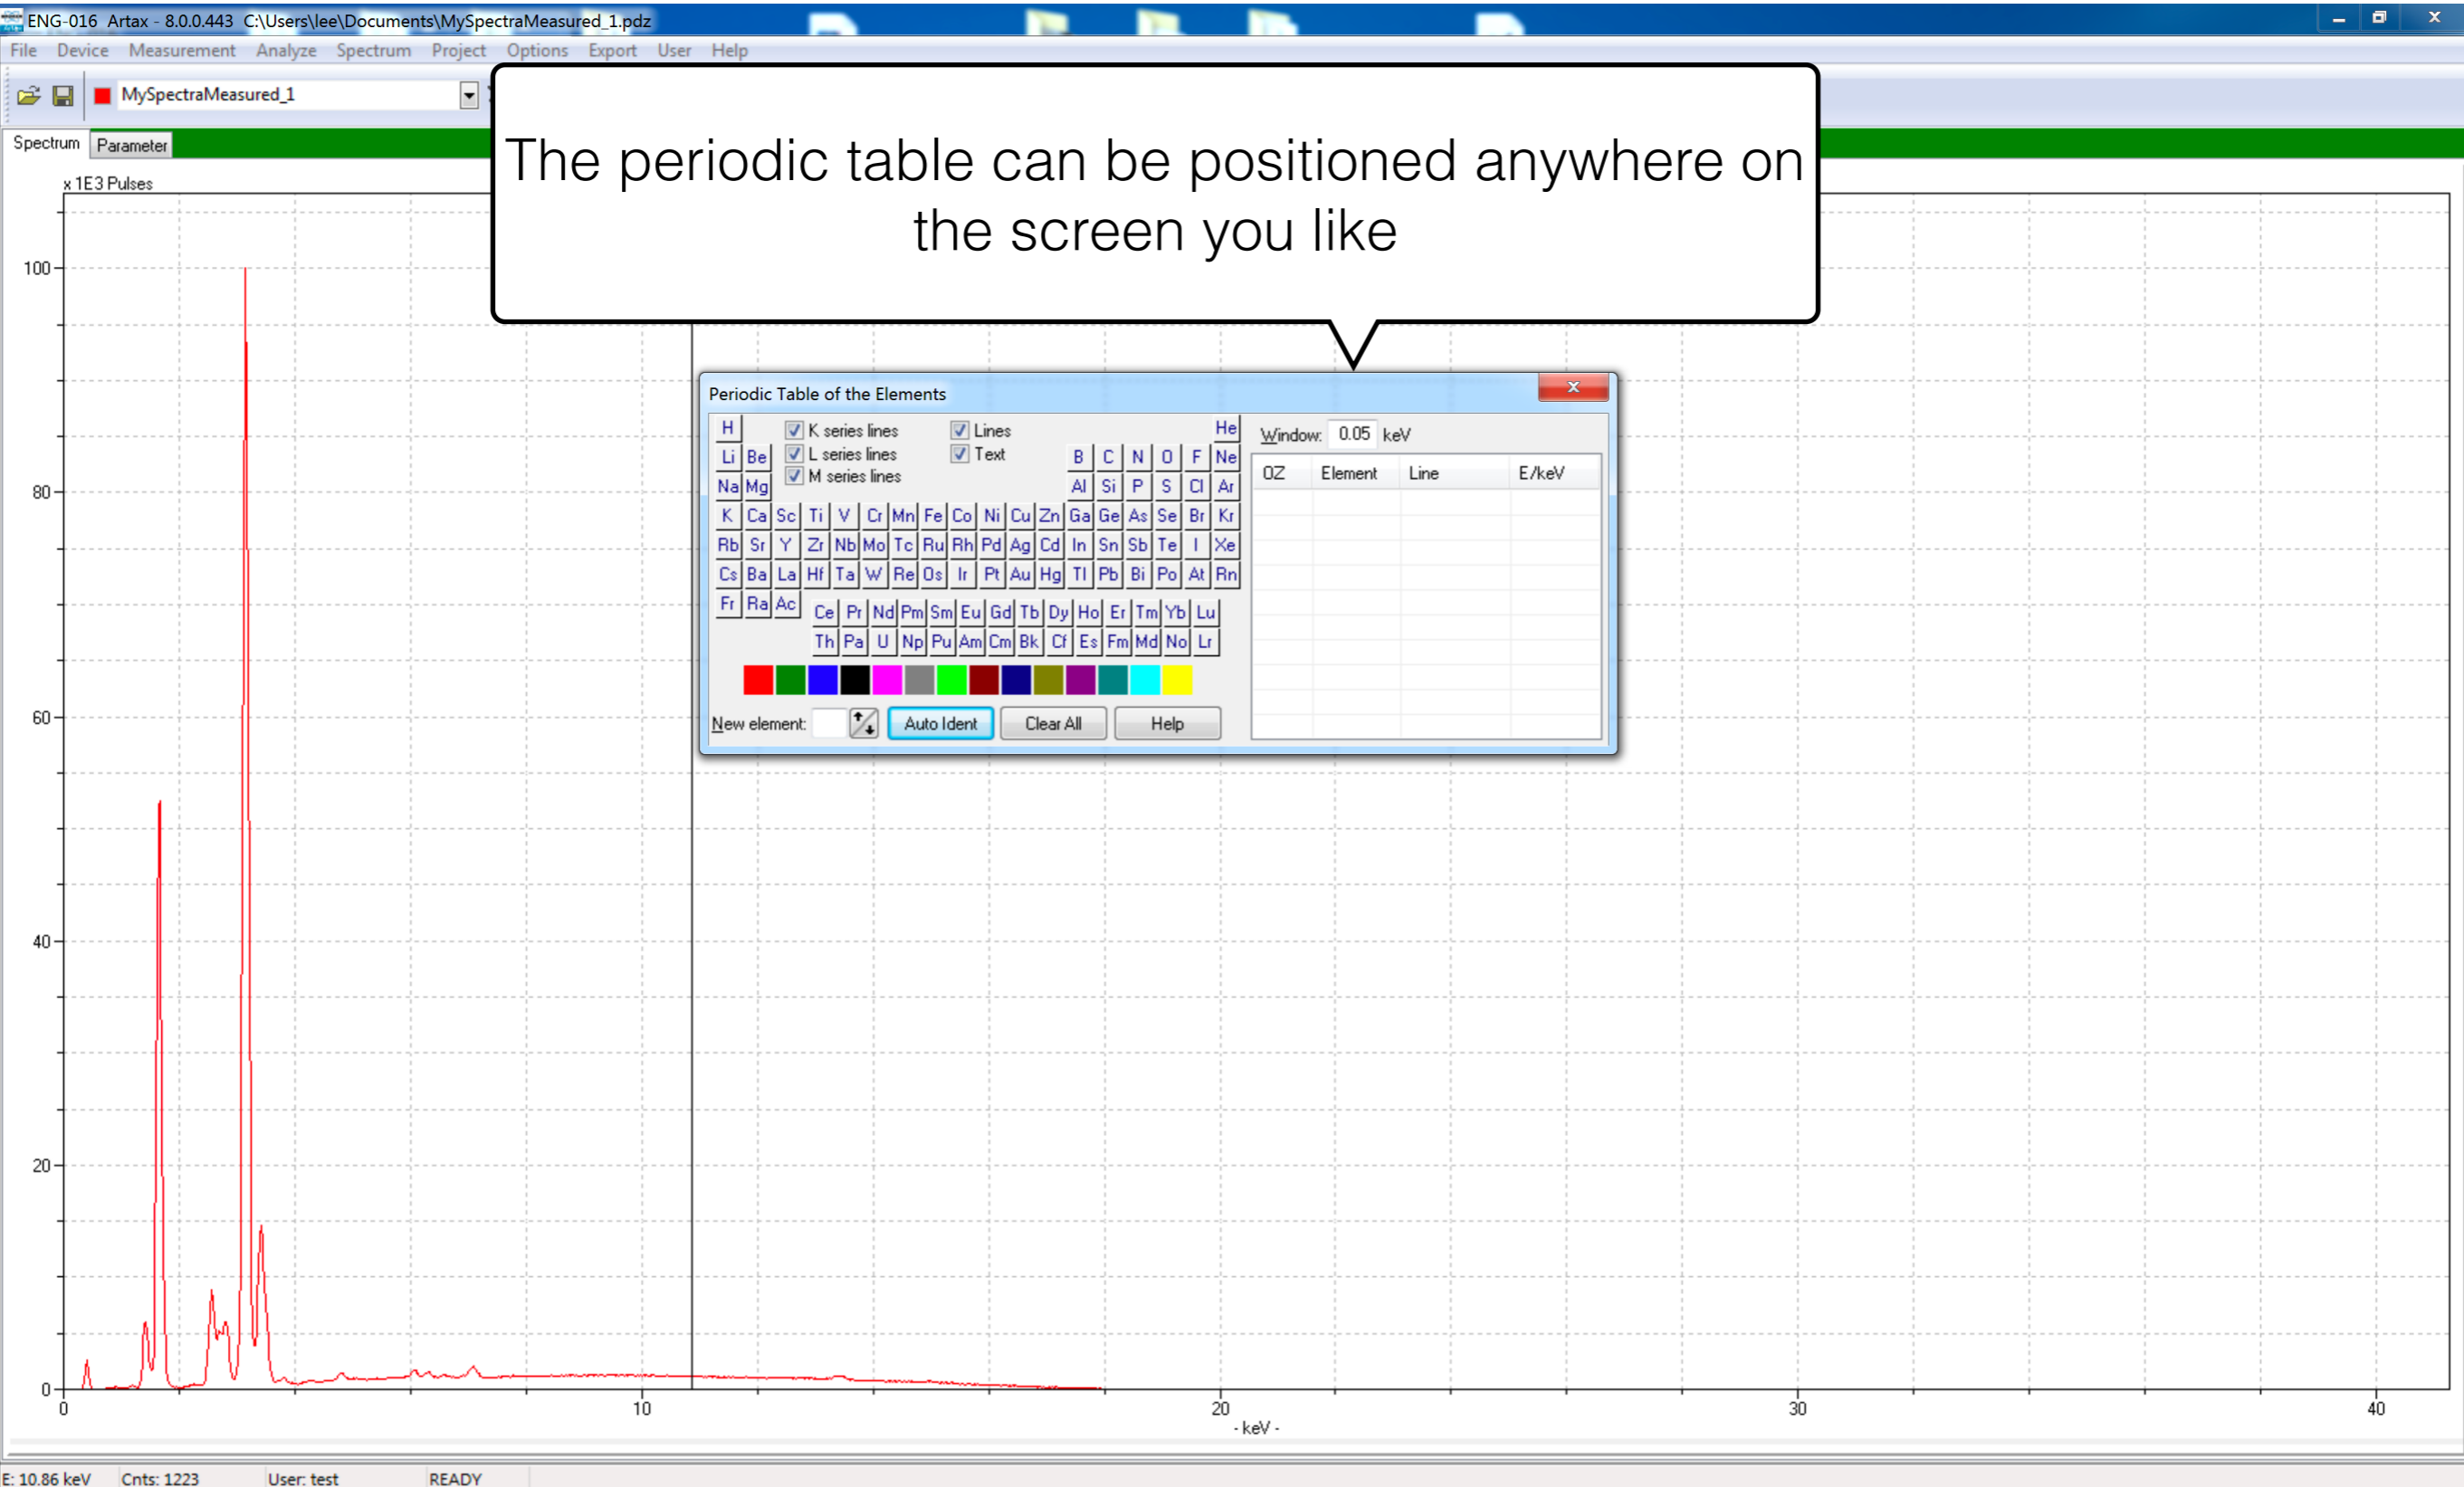 ENG-016 Artax - 8.0.0.443 C:\Users\lee\Documents\MySpectraMeasured_1.pdz
File Device Measurement Analyze Spectrum Project Options Export User Help
MySpectraMeasured_1
Spectrum Parameter
The periodic table can be positioned anywhere on
the screen you like
x 1E3 Pulses
100
80
60
40
20
0
Periodic Table of the Elements
H K series lines Lines He
Li Be L series lines Text B C N O F Ne
Na Mg M series lines Al Si P S Cl Ar
K Ca Sc Ti V Cr Mn Fe Co Ni Cu Zn Ga Ge As Se Br Kr
Rb Sr Y Zr Nb Mo Tc Ru Rh Pd Ag Cd In Sn Sb Te I Xe
Cs Ba La Hf Ta W Re Os Ir Pt Au Hg Tl Pb Bi Po At Rn
Fr Ra Ac
Ce Pr Nd Pm Sm Eu Gd Tb Dy Ho Er Tm Yb Lu
Th Pa U Np Pu Am Cm Bk Cf Es Fm Md No Lr
New element: Auto Ident Clear All Help
Window: 0.05 keV
OZ Element Line E/keV
0 10 20 30 40
- keV -
E: 10.86 keV Cnts: 1223 User: test READY